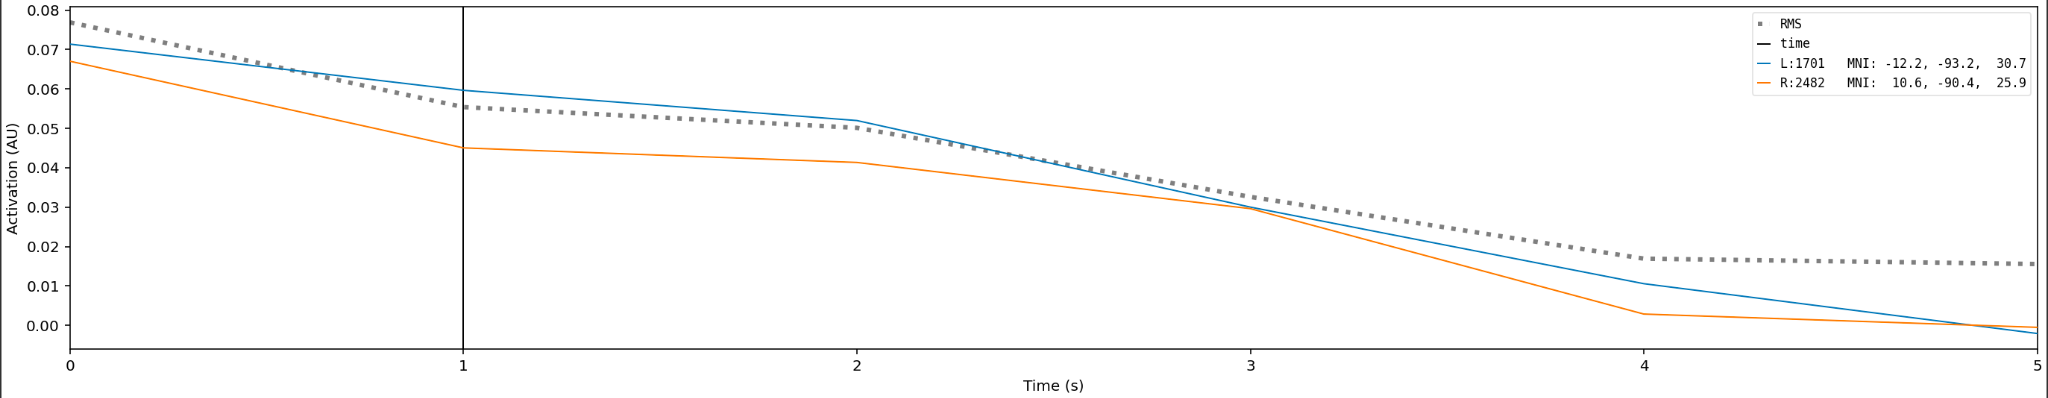 0.08
0.07
0.06
0.05
0.04
0.03
0.02
0.01
0.00
Activation (AU)
RMS
time
L:1701 MNI: -12.2, -93.2, 30.7
R:2482 MNI: 10.6, -90.4, 25.9
0 1 2 3 4 5
Time (s)